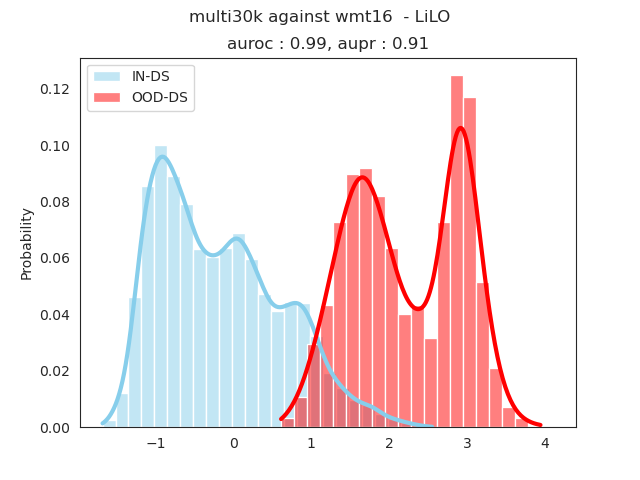 multi30k against wmt16  - LiLO
auroc : 0.99, aupr : 0.91
IN-DS
OOD-DS
Probability
0.12
0.10
0.08
0.06
0.04
0.02
0.00
−1 0 1 2 3 4